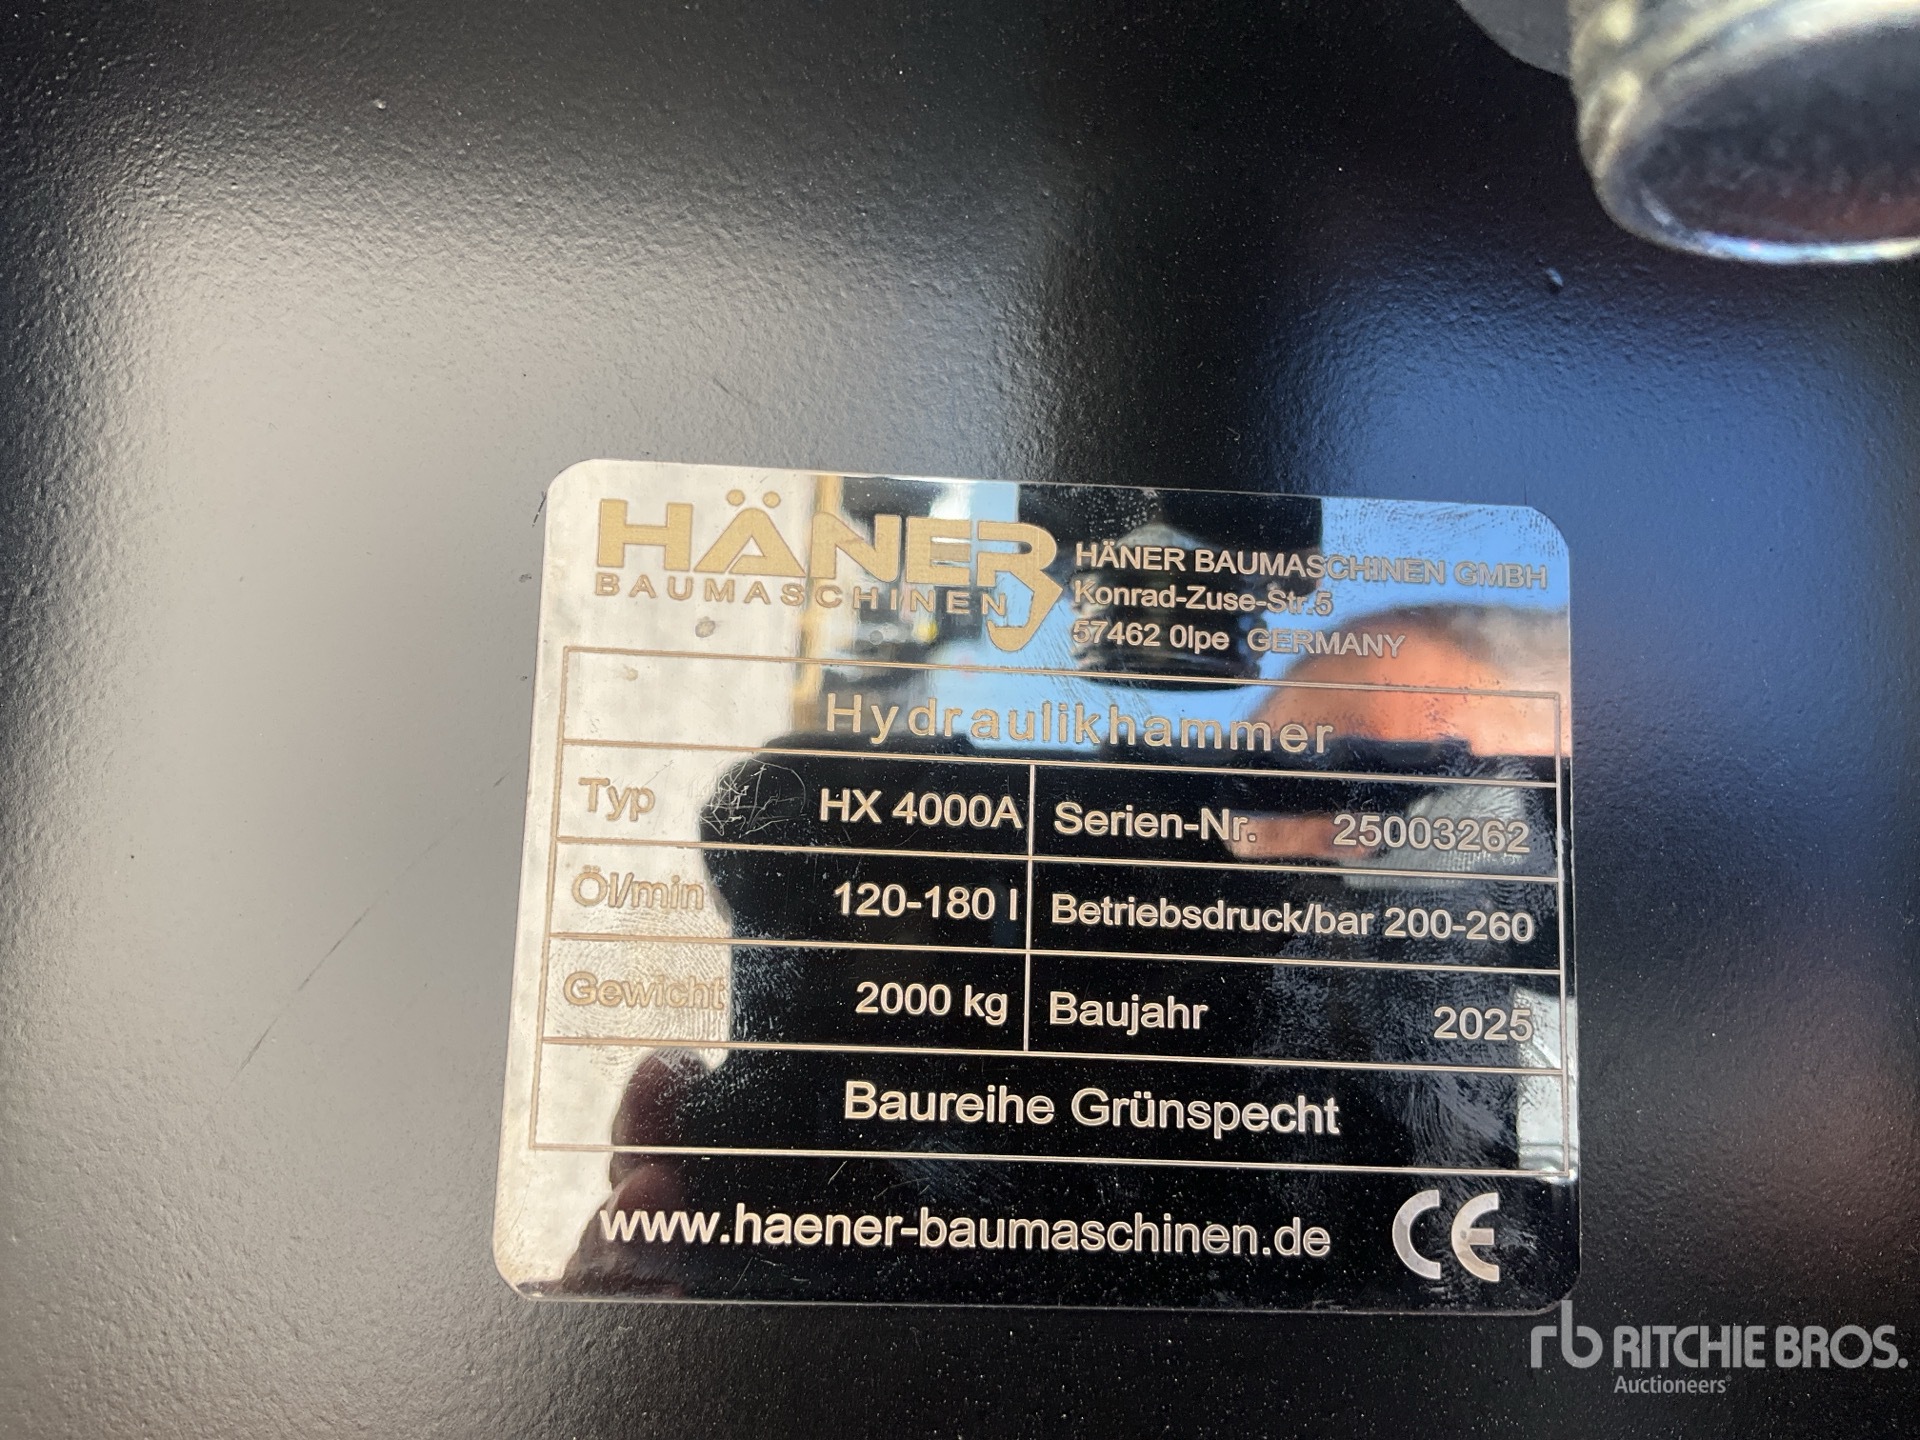 HÄNER
BAUMASCHINEN
HÄNER BAUMASCHINEN GMBH
Konrad-Zuse-Str.5
57462 Olpe GERMANY
Hydraulikhammer
Typ HX 4000A Serien-Nr. 25003262
Öl/min 120-180 l Betriebsdruck/bar 200-260
Gewicht 2000 kg Baujahr 2025
Baureihe Grünspecht
www.haener-baumaschinen.de CE
rb RITCHIE BROS.
Auctioneers